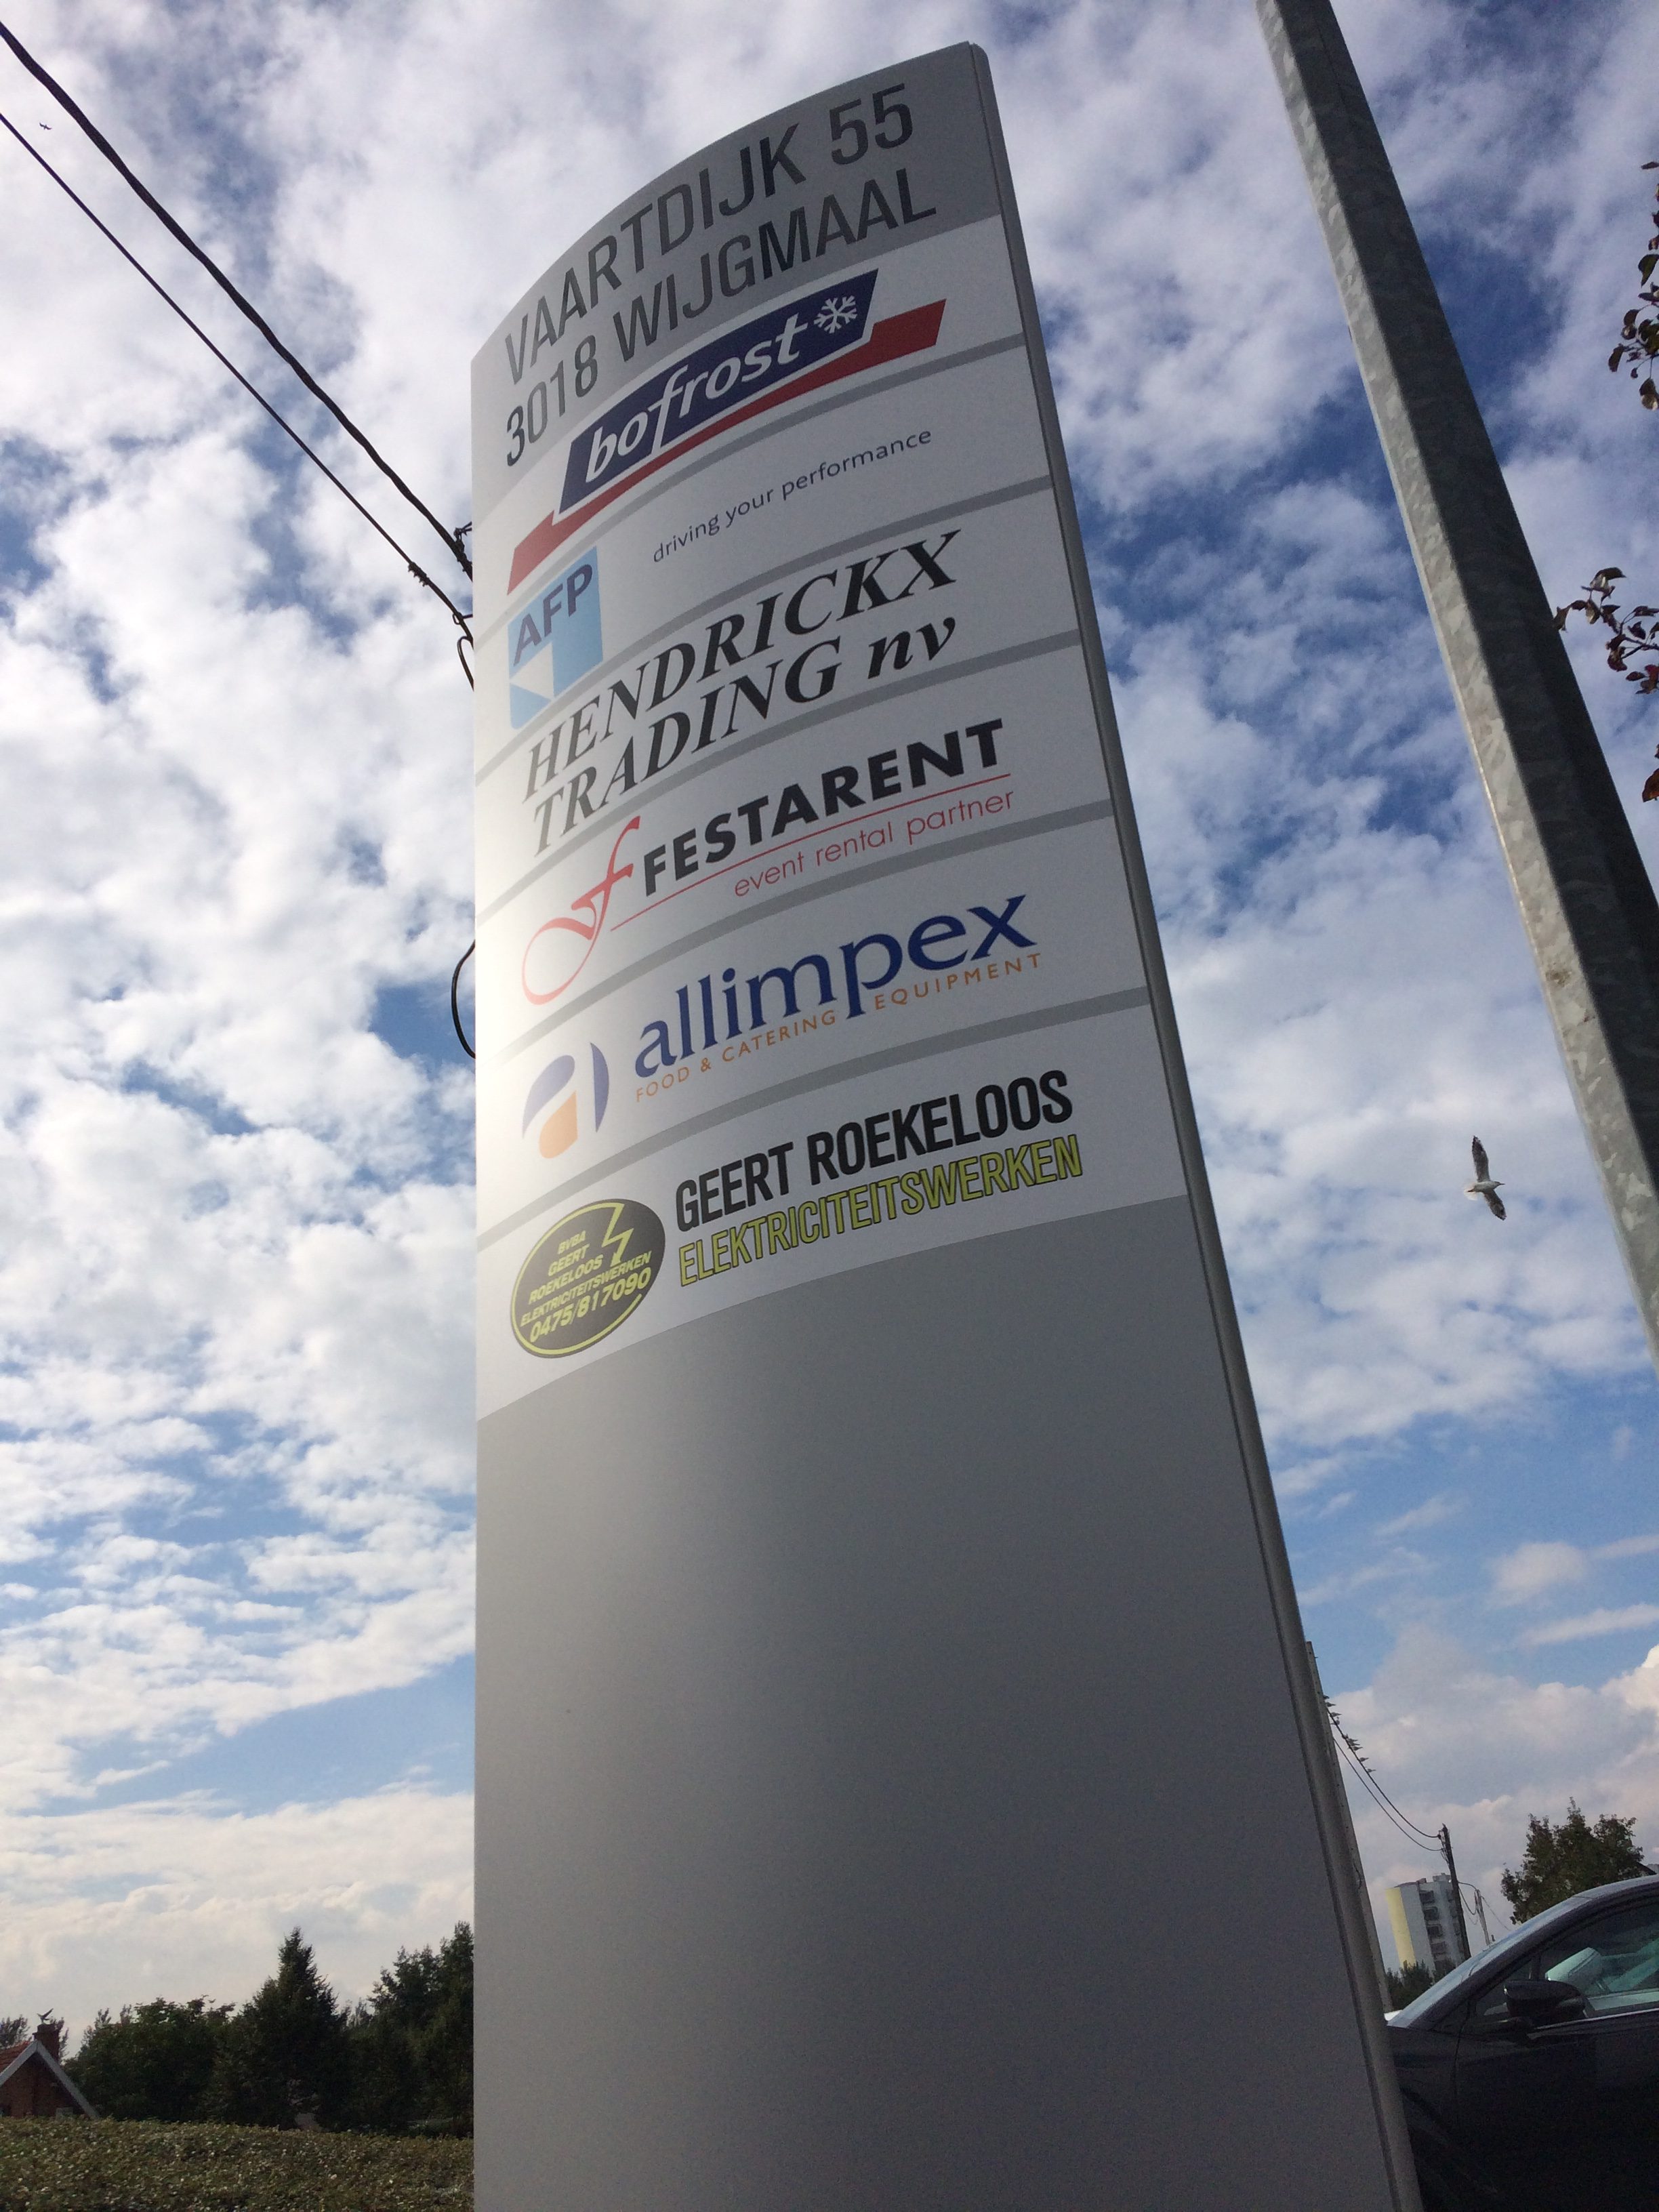 VAARTDIJK 55
3018 WIJGMAAL
bofrost
AFP
driving your performance
HENDRICKX
TRADING nv
f FESTARENT
event rental partner
a allimpex
FOOD & CATERING EQUIPMENT
GEERT ROEKELOOS
ELEKTRICITEITSWERKEN
BVBA
GEERT
ROEKELOOS
ELEKTRICITEITSWERKEN
0475/817090